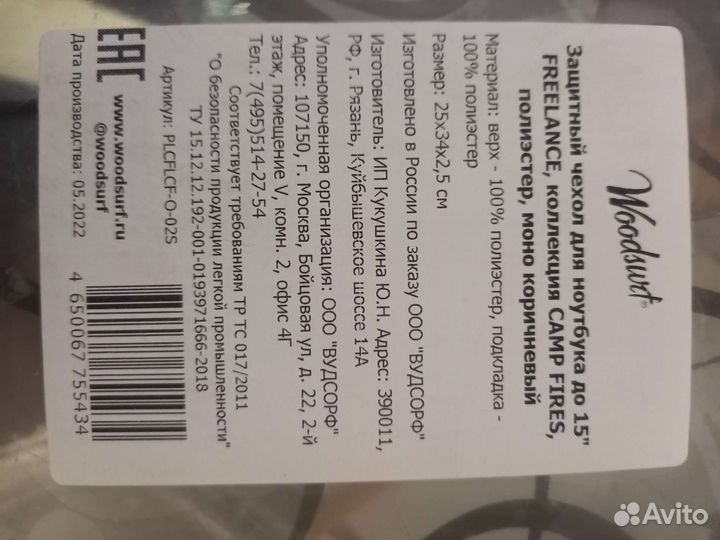 Woodsurf®
Защитный чехол для ноутбука до 15"
FREELANCE, коллекция CAMP FIRES,
полиэстер, моно коричневый
Материал: верх - 100% полиэстер, подкладка -
100% полиэстер
Размер: 25x34x2,5 см
Изготовлено в России по заказу ООО "ВУДСОРФ"
Изготовитель: ИП Кукушкина Ю.Н. Адрес: 390011,
РФ, г. Рязань, Куйбышевское шоссе 14А
Уполномоченная организация: ООО "ВУДСОРФ"
Адрес: 107150, г. Москва, Бойцовая ул, д. 22, 2-й
этаж, помещение V, комн. 2, офис 4Г
Тел.: 7(495)514-27-54
Соответствует требованиям ТР ТС 017/2011
"О безопасности продукции легкой промышленности"
ТУ 15.12.12.192-001-0193971666-2018
Артикул: PLCFLCF-O-02S
EAC
www.woodsurf.ru
@woodsurf
Дата производства: 05.2022
4 650067 755434
Avito